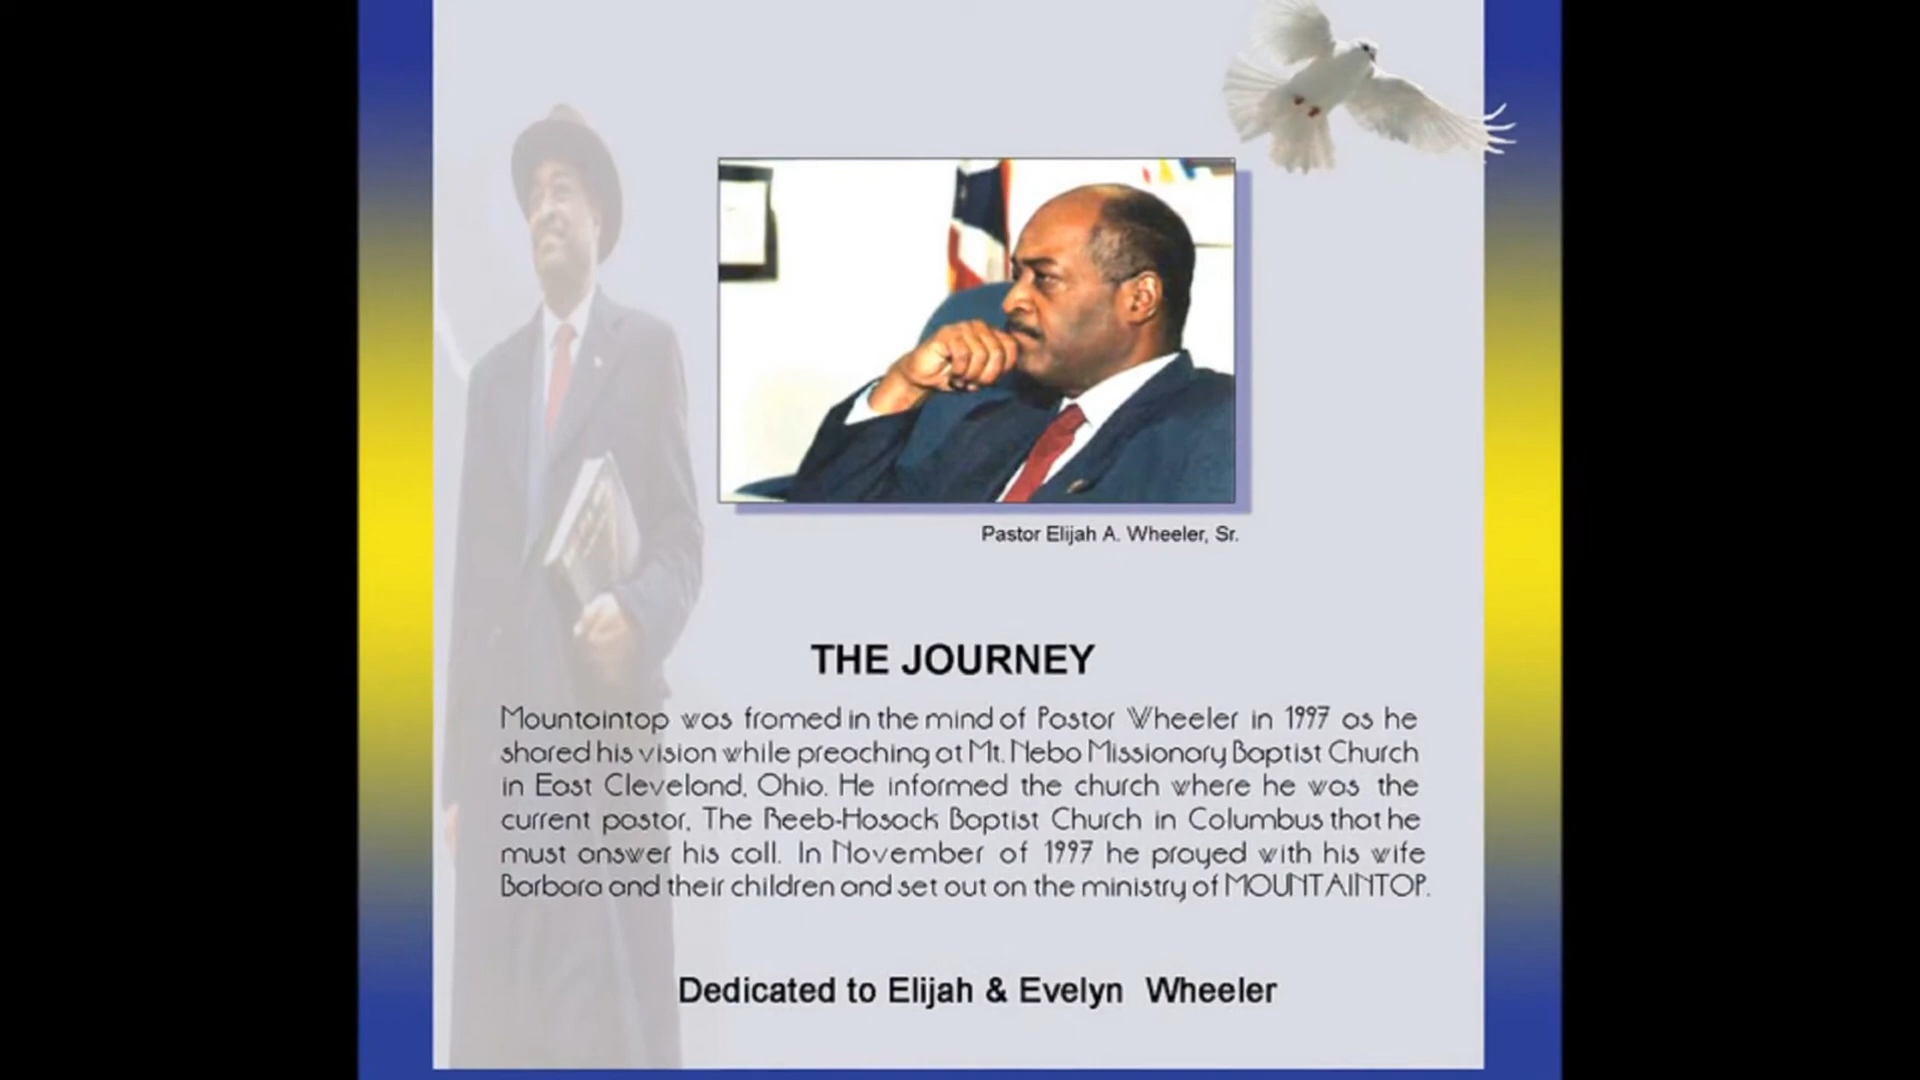 Pastor Elijah A. Wheeler, Sr.
THE JOURNEY
Mountaintop was framed in the mind of Pastor Wheeler in 1997 as he
shared his vision while preaching at Mt. Nebo Missionary Baptist Church
in East Cleveland, Ohio. He informed the church where he was the
current pastor, The Reeb-Hosack Baptist Church in Columbus that he
must answer his call. In November of 1997 he prayed with his wife
Barbara and their children and set out on the ministry of MOUNTAINTOP.
Dedicated to Elijah & Evelyn Wheeler